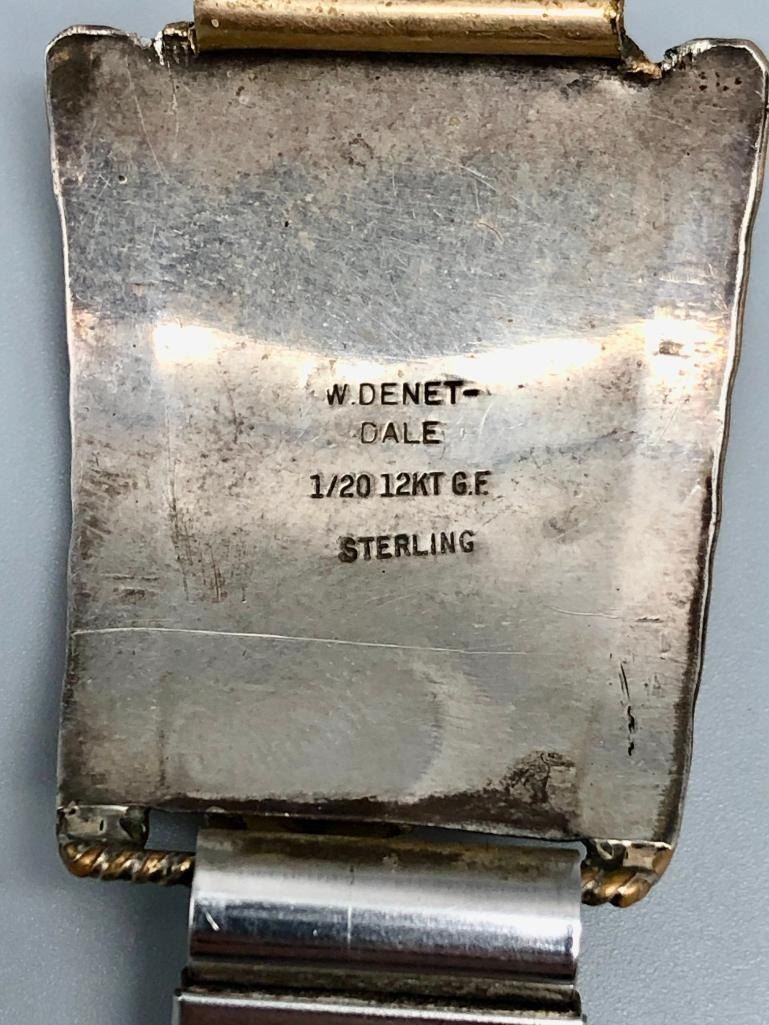 W.DENET-
DALE
1/20 12KT G.F.
STERLING